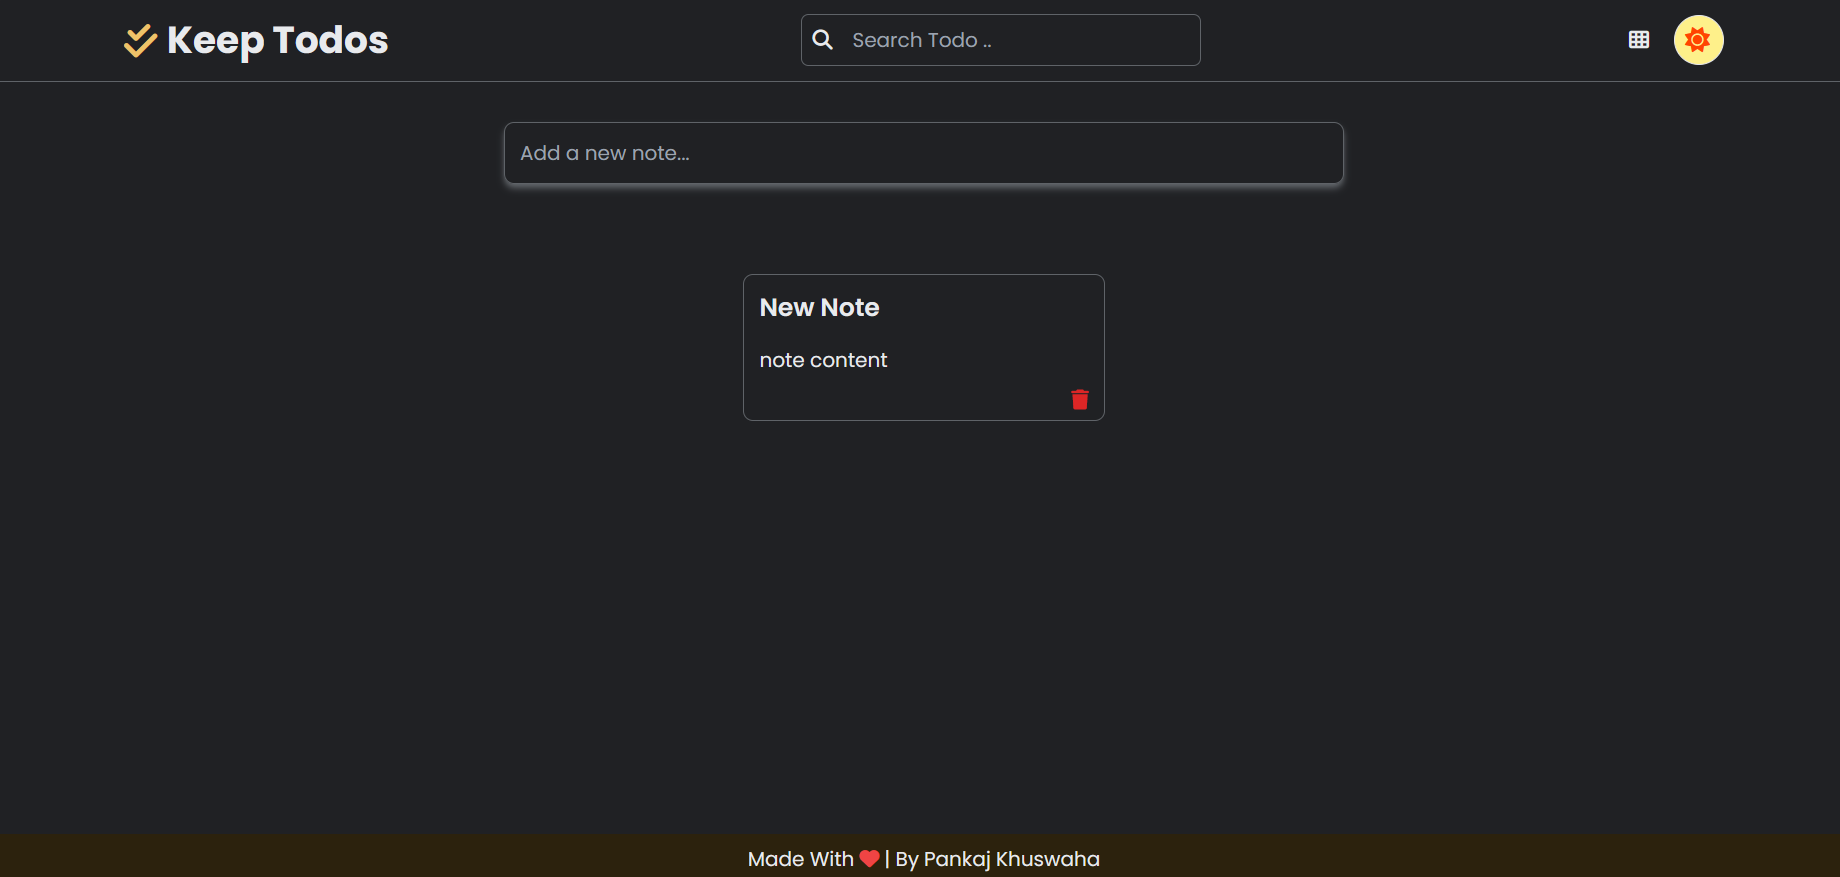 Keep Todos
Search Todo ..
Add a new note...
New Note
note content
Made With ❤ | By Pankaj Khuswaha